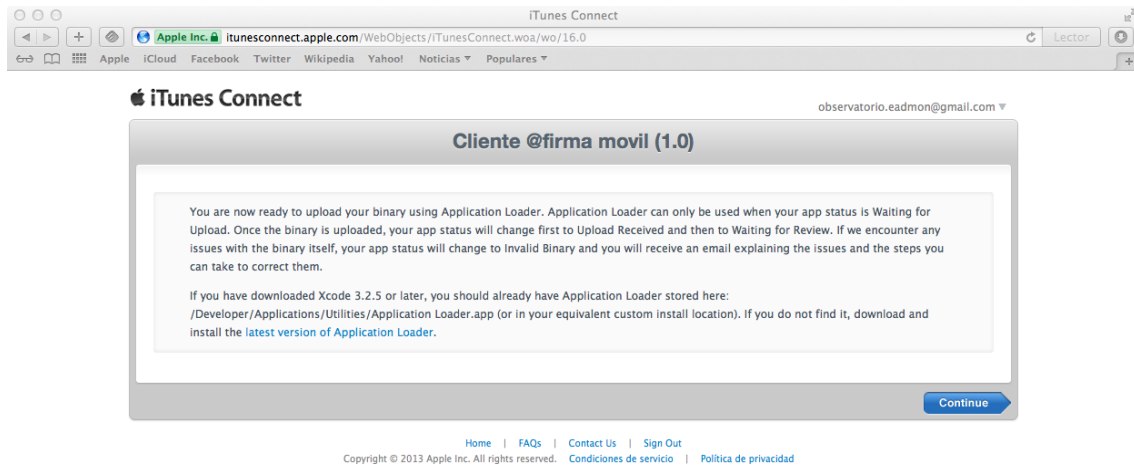 iTunes Connect
Apple Inc. itunesconnect.apple.com/WebObjects/iTunesConnect.woa/wo/16.0 Lector
Apple iCloud Facebook Twitter Wikipedia Yahoo! Noticias Populares
iTunes Connect
observatorio.eadmon@gmail.com
Cliente @firma movil (1.0)
You are now ready to upload your binary using Application Loader. Application Loader can only be used when your app status is Waiting for
Upload. Once the binary is uploaded, your app status will change first to Upload Received and then to Waiting for Review. If we encounter any
issues with the binary itself, your app status will change to Invalid Binary and you will receive an email explaining the issues and the steps you
can take to correct them.
If you have downloaded Xcode 3.2.5 or later, you should already have Application Loader stored here:
/Developer/Applications/Utilities/Application Loader.app (or in your equivalent custom install location). If you do not find it, download and
install the latest version of Application Loader.
Continue
Home | FAQs | Contact Us | Sign Out
Copyright © 2013 Apple Inc. All rights reserved. Condiciones de servicio | Política de privacidad